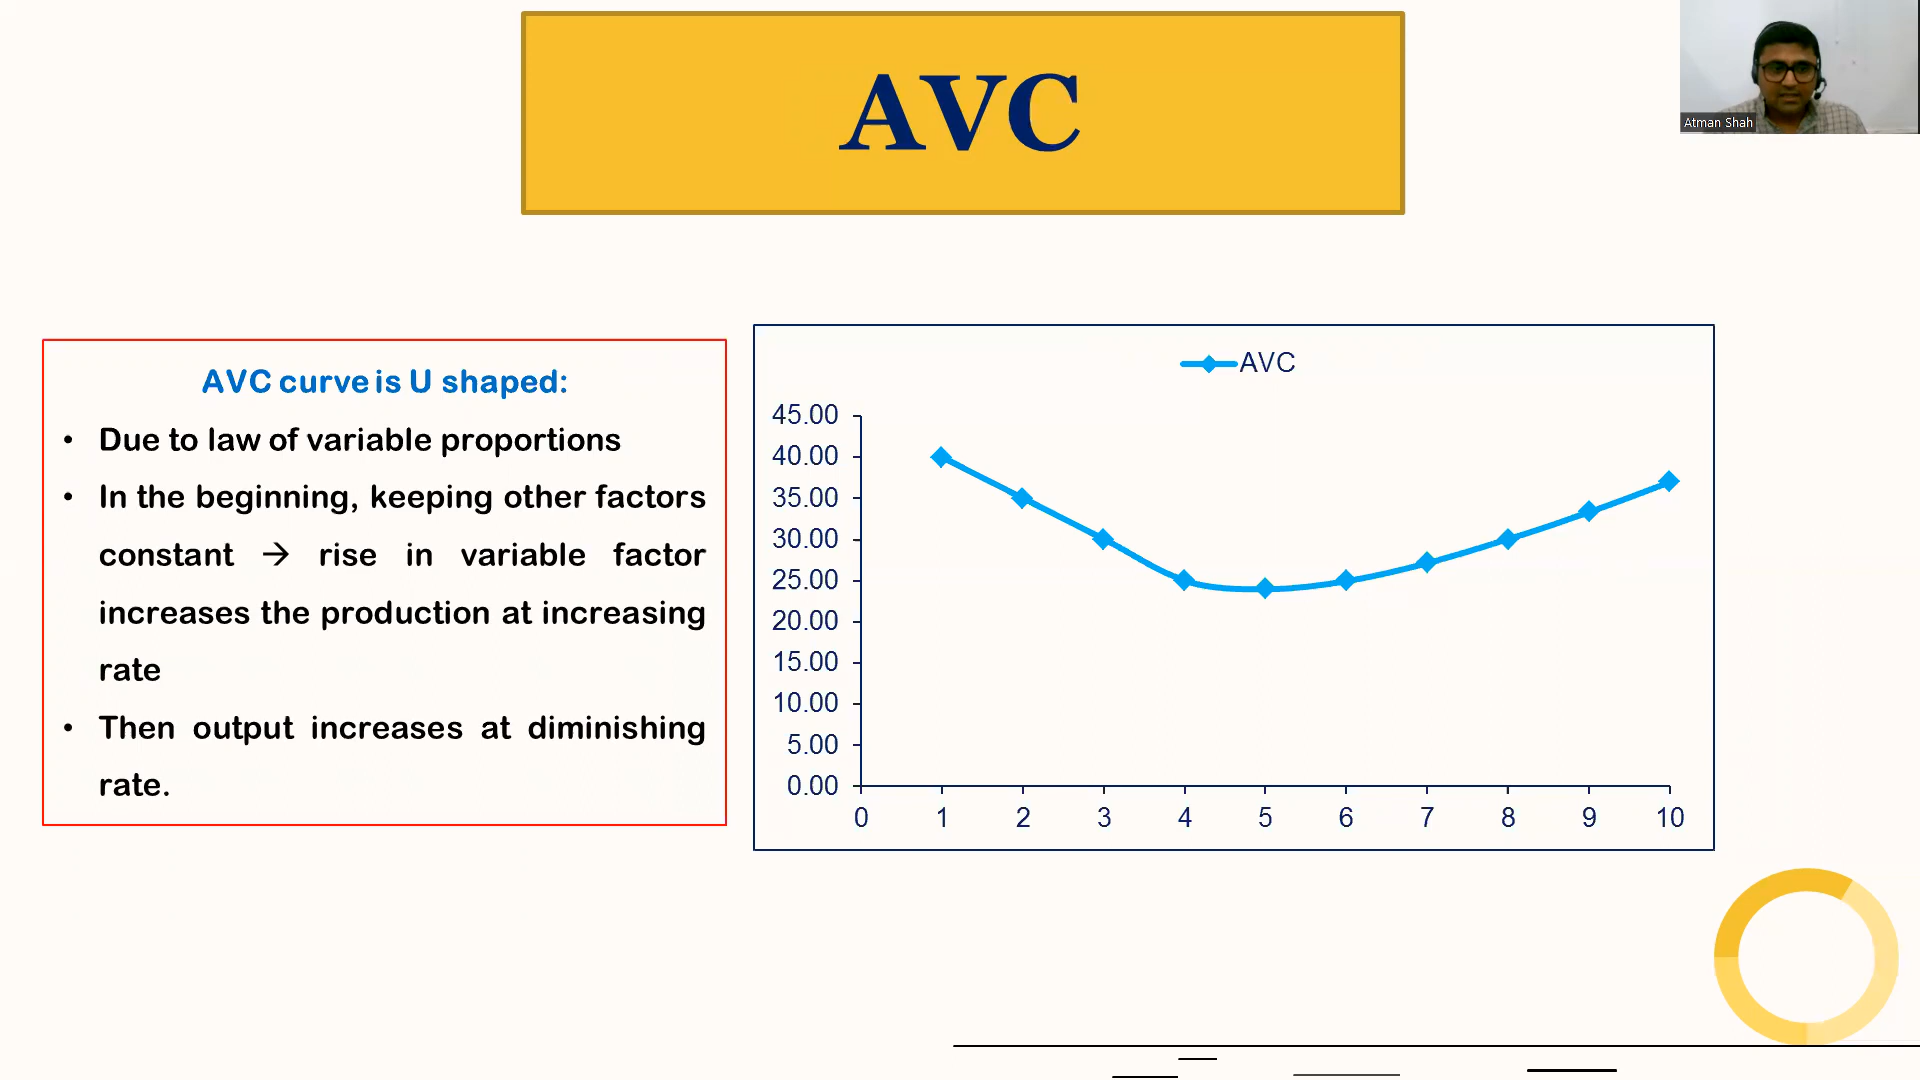 AVC
Atman Shah
AVC curve is U shaped:
• Due to law of variable proportions
• In the beginning, keeping other factors
constant → rise in variable factor
increases the production at increasing
rate
• Then output increases at diminishing
rate.
AVC
45.00
40.00
35.00
30.00
25.00
20.00
15.00
10.00
5.00
0.00
0 1 2 3 4 5 6 7 8 9 10